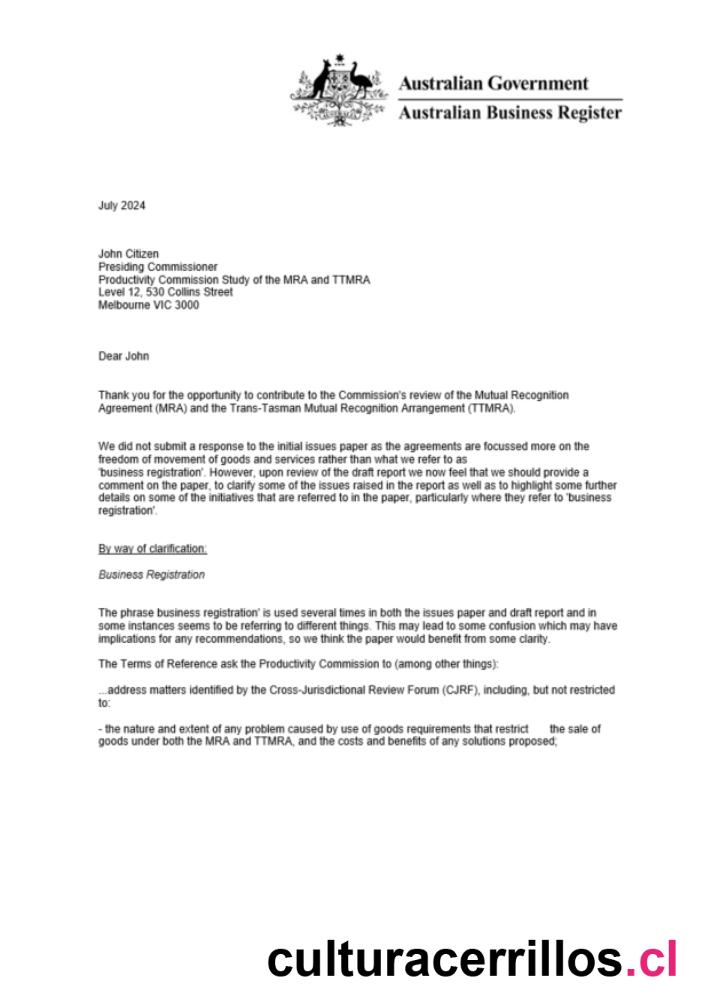 Australian Government
Australian Business Register
July 2024
John Citizen
Presiding Commissioner
Productivity Commission Study of the MRA and TTMRA
Level 12, 530 Collins Street
Melbourne VIC 3000
Dear John
Thank you for the opportunity to contribute to the Commission's review of the Mutual Recognition
Agreement (MRA) and the Trans-Tasman Mutual Recognition Arrangement (TTMRA).
We did not submit a response to the initial issues paper as the agreements are focussed more on the
freedom of movement of goods and services rather than what we refer to as
'business registration'. However, upon review of the draft report we now feel that we should provide a
comment on the paper, to clarify some of the issues raised in the report as well as to highlight some further
details on some of the initiatives that are referred to in the paper, particularly where they refer to 'business
registration'.
By way of clarification:
Business Registration
The phrase business registration' is used several times in both the issues paper and draft report and in
some instances seems to be referring to different things. This may lead to some confusion which may have
implications for any recommendations, so we think the paper would benefit from some clarity.
The Terms of Reference ask the Productivity Commission to (among other things):
...address matters identified by the Cross-Jurisdictional Review Forum (CJRF), including, but not restricted
to:
- the nature and extent of any problem caused by use of goods requirements that restrict the sale of
goods under both the MRA and TTMRA, and the costs and benefits of any solutions proposed;
culturacerrillos.cl